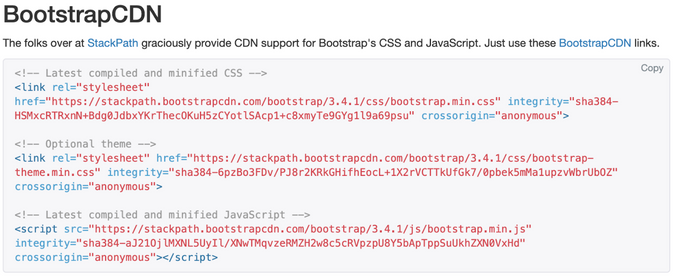 BootstrapCDN
The folks over at StackPath graciously provide CDN support for Bootstrap's CSS and JavaScript. Just use these BootstrapCDN links.
Copy
<!-- Latest compiled and minified CSS -->
<link rel="stylesheet"
href="https://stackpath.bootstrapcdn.com/bootstrap/3.4.1/css/bootstrap.min.css" integrity="sha384-
HSMxcRTRxnN+Bdg0JdbxYKrThecOKuH5zCYotlSAcp1+c8xmyTe9GYg1l9a69psu" crossorigin="anonymous">
<!-- Optional theme -->
<link rel="stylesheet" href="https://stackpath.bootstrapcdn.com/bootstrap/3.4.1/css/bootstrap-
theme.min.css" integrity="sha384-6pzBo3FDv/PJ8r2KRkGHifhEocL+1X2rVCTTkUfGk7/0pbek5mMa1upzvWbrUbOZ"
crossorigin="anonymous">
<!-- Latest compiled and minified JavaScript -->
<script src="https://stackpath.bootstrapcdn.com/bootstrap/3.4.1/js/bootstrap.min.js"
integrity="sha384-aJ21OjlMXNL5UyIl/XNwTMqvzeRMZH2w8c5cRVpzpU8Y5bApTppSuUkhZXN0VxHd"
crossorigin="anonymous"></script>